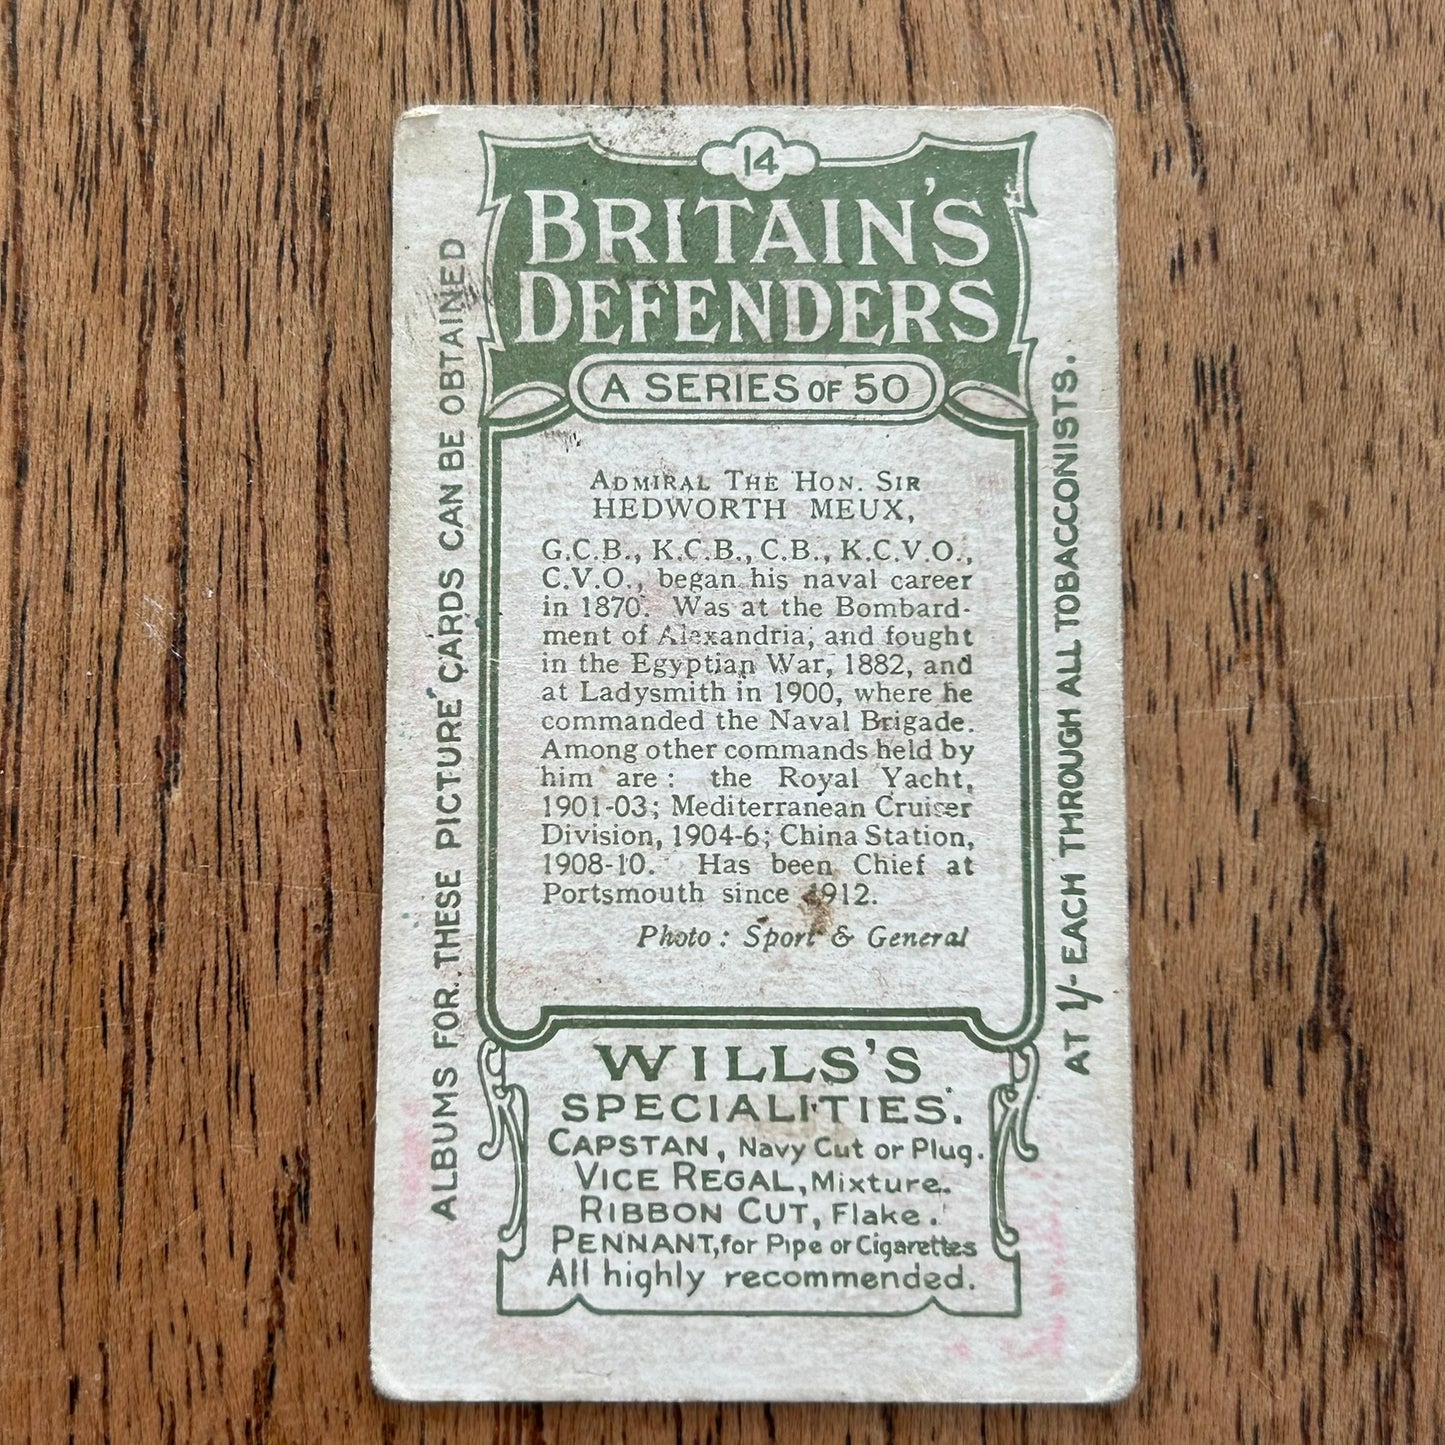 14
BRITAIN'S
DEFENDERS
A SERIES OF 50
ADMIRAL THE HON. SIR
HEDWORTH MEUX,
G.C.B., K.C.B., C.B., K.C.V.O.,
C.V.O., began his naval career
in 1870. Was at the Bombard-
ment of Alexandria, and fought
in the Egyptian War, 1882, and
at Ladysmith in 1900, where he
commanded the Naval Brigade.
Among other commands held by
him are: the Royal Yacht,
1901-03; Mediterranean Cruiser
Division, 1904-6; China Station,
1908-10. Has been Chief at
Portsmouth since 1912.
Photo: Sport & General
WILLS'S
SPECIALITIES.
CAPSTAN, Navy Cut or Plug.
VICE REGAL, Mixture.
RIBBON CUT, Flake.
PENNANT, for Pipe or Cigarettes
All highly recommended.
ALBUMS FOR THESE PICTURE CARDS CAN BE OBTAINED
AT 1/- EACH THROUGH ALL TOBACCONISTS.